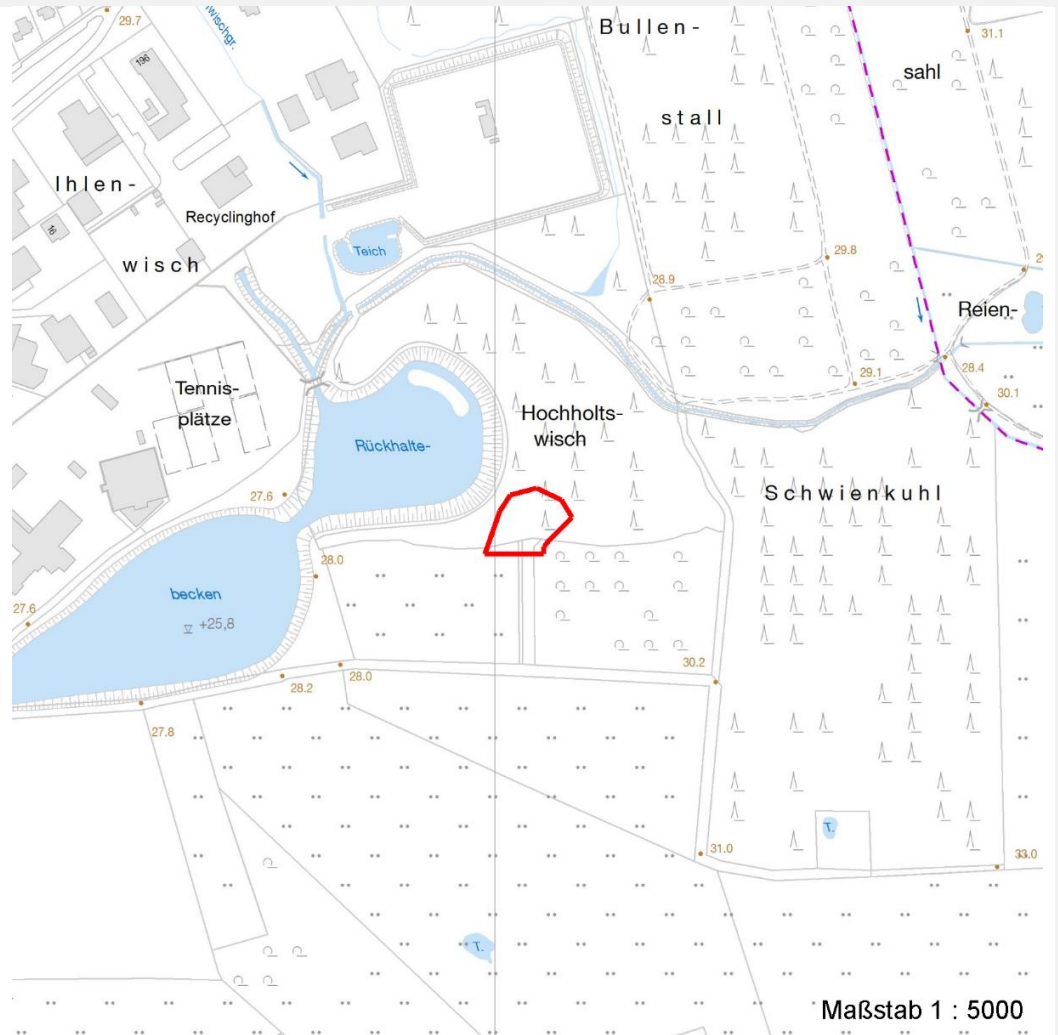 29.7
wischgr.
196
Bullen-
31.1
sahl
stall
Ihlen-
Recyclinghof
16
wisch
Teich
28.9
29.8
Reien-
28.4
29.1
30.1
Tennis-
plätze
Hochholts-
wisch
Rückhalte-
27.6
Schwienkuhl
28.0
becken
27.6
+25,8
30.2
28.0
28.2
27.8
T.
31.0
33.0
T.
Maßstab 1 : 5000